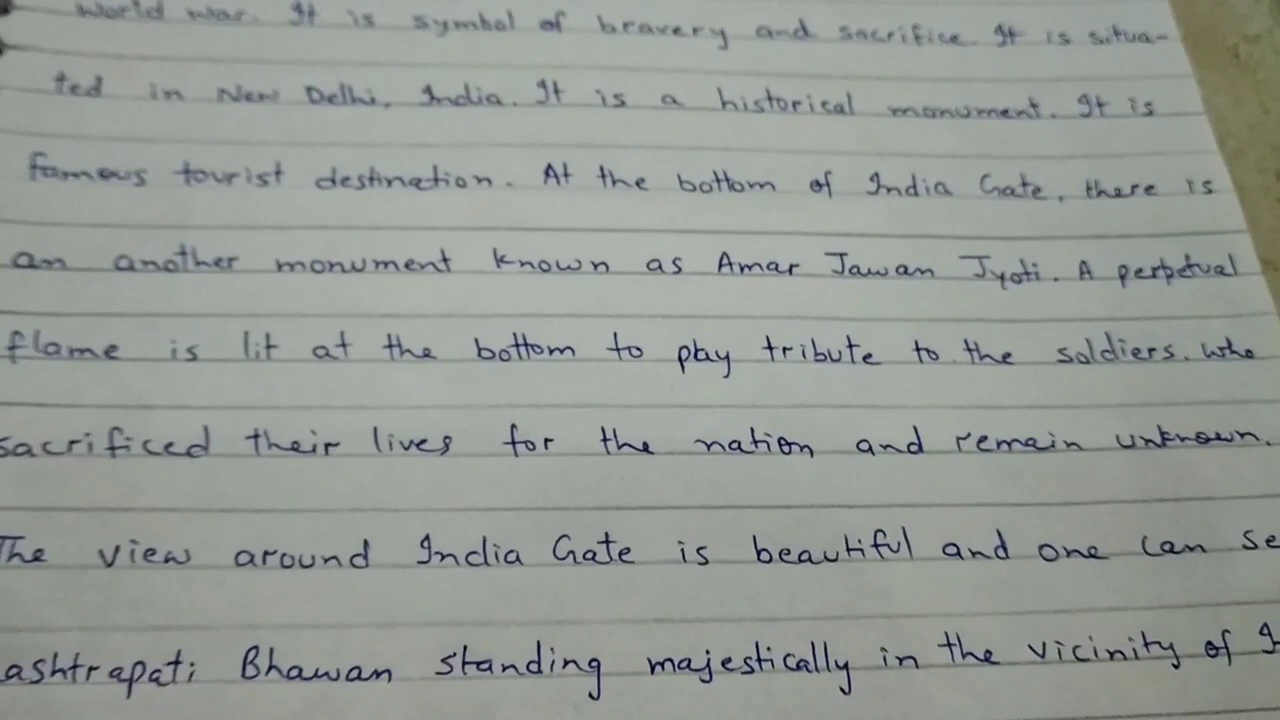 world war. It is symbol of bravery and sacrifice. It is situa-
ted in New Delhi, India. It is a historical monument. It is
famous tourist destination. At the bottom of India Gate, there is
an another monument known as Amar Jawan Jyoti. A perpetual
flame is lit at the bottom to pay tribute to the soldiers. who
sacrificed their lives for the nation and remain unknown.
The view around India Gate is beautiful and one can se
ashtrapati Bhawan standing majestically in the vicinity of I